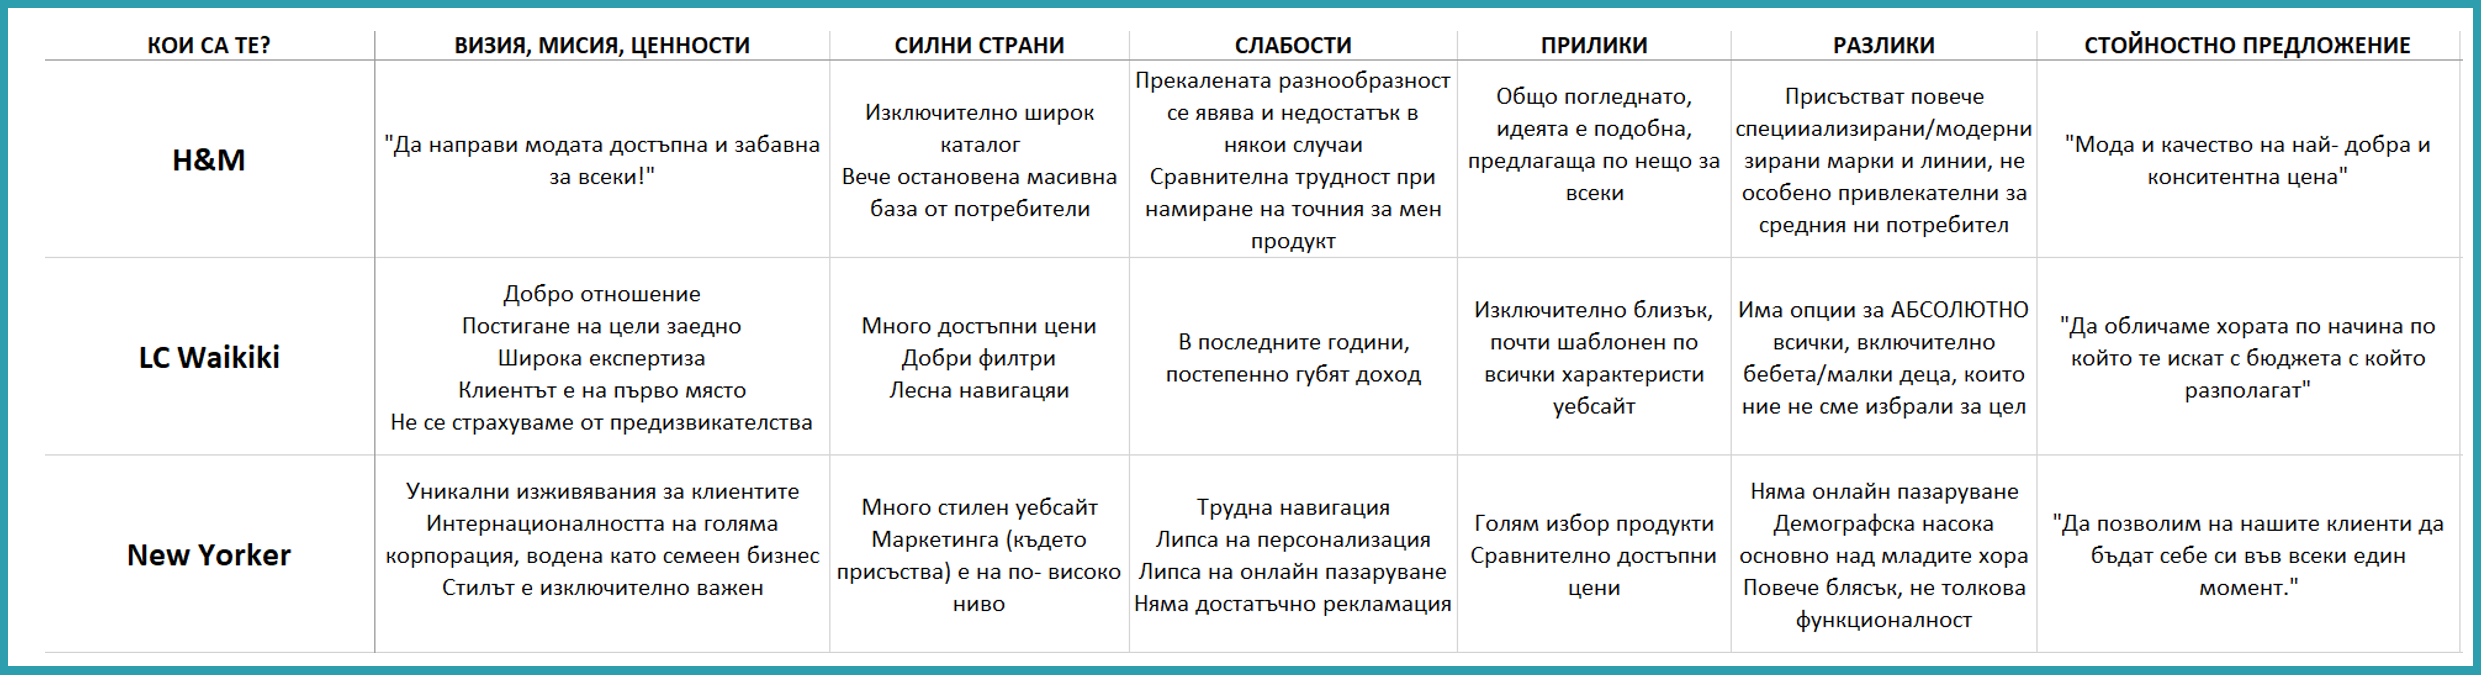 КОИ СА ТЕ?
ВИЗИЯ, МИСИЯ, ЦЕННОСТИ
СИЛНИ СТРАНИ
СЛАБОСТИ
ПРИЛИКИ
РАЗЛИКИ
СТОЙНОСТНО ПРЕДЛОЖЕНИЕ
H&M
"Да направи модата достъпна и забавна
за всеки!"
Изключително широк
каталог
Вече остановена масивна
база от потребители
Прекалената разнообразност
се явява и недостатък в
някои случаи
Сравнителна трудност при
намиране на точния за мен
продукт
Общо погледнато,
идеята е подобна,
предлагаща по нещо за
всеки
Присъстват повече
специиализирани/модерни
зирани марки и линии, не
особено привлекателни за
средния ни потребител
"Мода и качество на най- добра и
конситентна цена"
LC Waikiki
Добро отношение
Постигане на цели заедно
Широка експертиза
Клиентът е на първо място
Не се страхуваме от предизвикателства
Много достъпни цени
Добри филтри
Лесна навигацяи
В последните години,
постепенно губят доход
Изключително близък,
почти шаблонен по
всички характеристи
уебсайт
Има опции за АБСОЛЮТНО
всички, включително
бебета/малки деца, които
ние не сме избрали за цел
"Да обличаме хората по начина по
който те искат с бюджета с който
разполагат"
New Yorker
Уникални изживявания за клиентите
Интернационалността на голяма
корпорация, водена като семеен бизнес
Стилът е изключително важен
Много стилен уебсайт
Маркетинга (където
присъства) е на по- високо
ниво
Трудна навигация
Липса на персонализация
Липса на онлайн пазаруване
Няма достатъчно рекламация
Голям избор продукти
Сравнително достъпни
цени
Няма онлайн пазаруване
Демографска насока
основно над младите хора
Повече блясък, не толкова
функционалност
"Да позволим на нашите клиенти да
бъдат себе си във всеки един
момент."